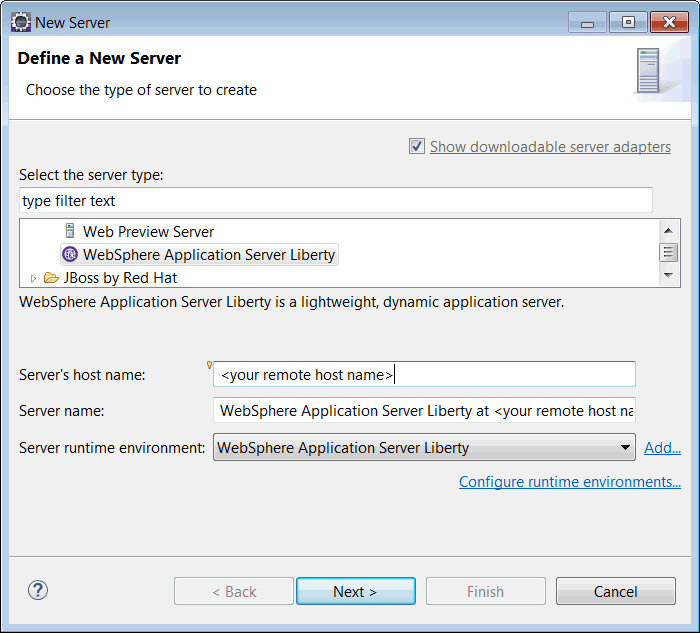 New Server
Define a New Server
Choose the type of server to create
Show downloadable server adapters
Select the server type:
type filter text
Web Preview Server
WebSphere Application Server Liberty
JBoss by Red Hat
WebSphere Application Server Liberty is a lightweight, dynamic application server.
Server's host name: <your remote host name>
Server name: WebSphere Application Server Liberty at <your remote host na
Server runtime environment: WebSphere Application Server Liberty Add...
Configure runtime environments...
? < Back Next > Finish Cancel